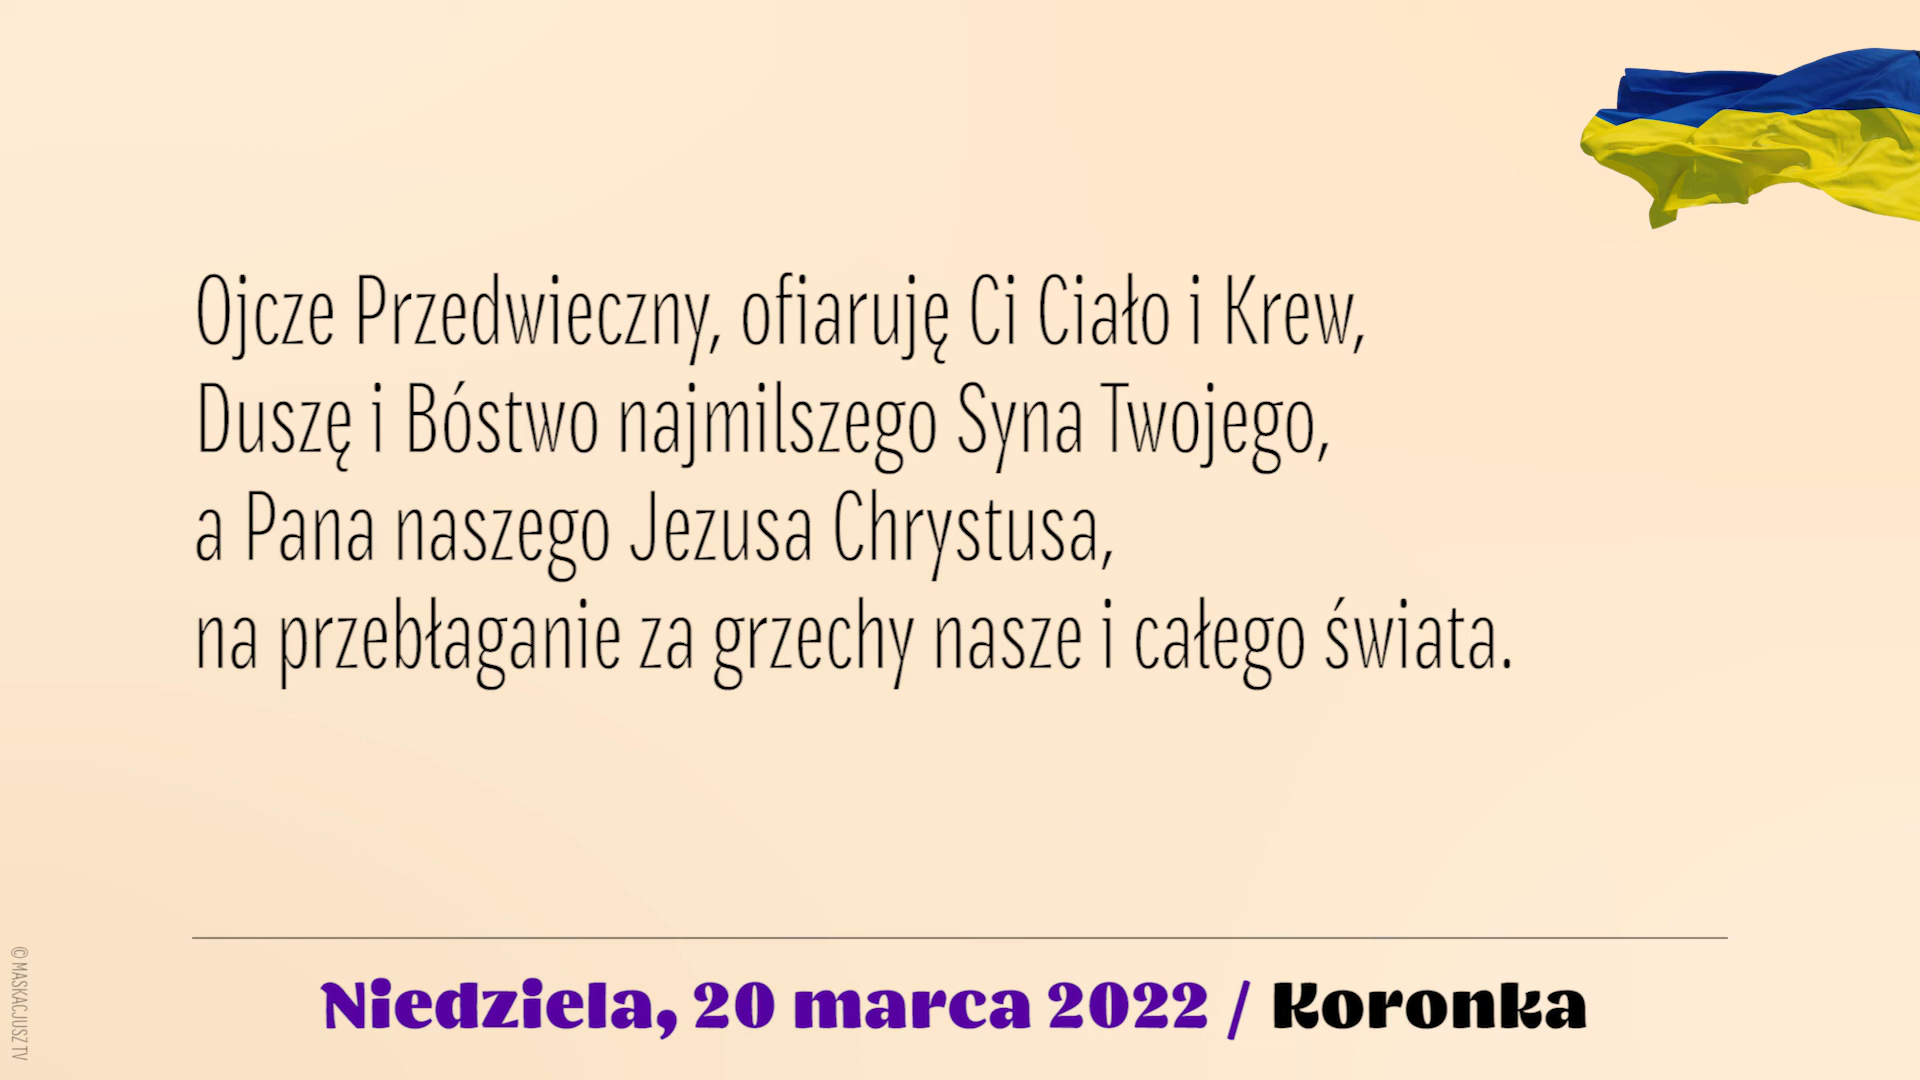 Ojcze Przedwieczny, ofiaruję Ci Ciało i Krew,
Duszę i Bóstwo najmilszego Syna Twojego,
a Pana naszego Jezusa Chrystusa,
na przebłaganie za grzechy nasze i całego świata.
Niedziela, 20 marca 2022 / Koronka
© MASKACJUSZ TV